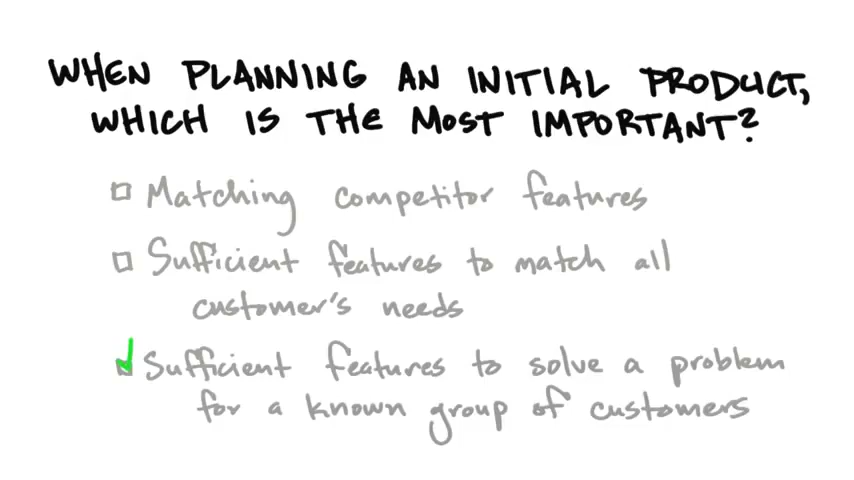 WHEN PLANNING AN INITIAL PRODUCT,
WHICH IS THE MOST IMPORTANT?
Matching competitor features
Sufficient features to match all
customer's needs
Sufficient features to solve a problem
for a known group of customers